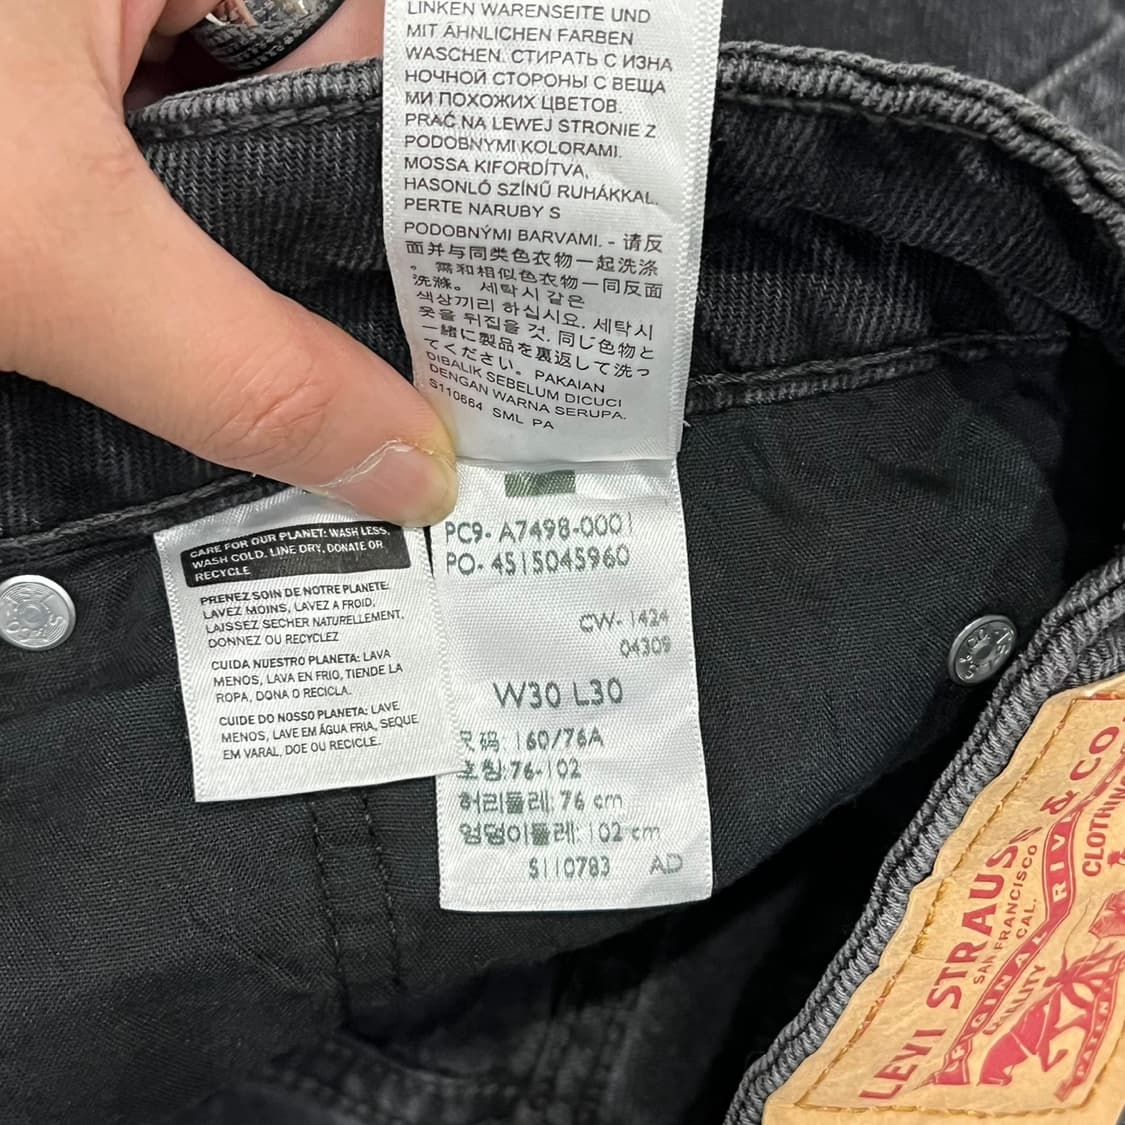 LINKEN WARENSEITE UND
MIT ÄHNLICHEN FARBEN
WASCHEN. СТИРАТЬ С ИЗНА
НОЧНОЙ СТОРОНЫ С ВЕЩА
МИ ПОХОЖИХ ЦВЕТОВ.
PRAĆ NA LEWEJ STRONIE Z
PODOBNYMI KOLORAMI.
MOSSA KIFORDÍTVA,
HASONLÓ SZÍNŰ RUHÁKKAL.
PERTE NARUBY S
PODOBNÝMI BARVAMI. - 请反
面并与同类色衣物一起洗涤
。 需和相似色衣物一同反面
洗滌。 세탁시 같은
색상끼리 하십시요. 세탁시
옷을 뒤집을 것. 同じ色物と
一緒に製品を裏返して洗っ
てください。PAKAIAN
DIBALIK SEBELUM DICUCI
DENGAN WARNA SERUPA.
S110664 SML PA
CARE FOR OUR PLANET: WASH LESS,
WASH COLD, LINE DRY, DONATE OR
RECYCLE
PRENEZ SOIN DE NOTRE PLANETE:
LAVEZ MOINS, LAVEZ A FROID,
LAISSEZ SECHER NATURELLEMENT,
DONNEZ OU RECYCLEZ
CUIDA NUESTRO PLANETA: LAVA
MENOS, LAVA EN FRIO, TIENDE LA
ROPA, DONA O RECICLA.
CUIDE DO NOSSO PLANETA: LAVE
MENOS, LAVE EM ÁGUA FRIA, SEQUE
EM VARAL, DOE OU RECICLE.
PC9- A7498-0001
PO- 4515045960
CW- 1424
04309
W30 L30
尺码: 160/76A
호칭:76-102
허리둘레:76 cm
엉덩이둘레:102 cm
S110783 AD
LEVI STRAUSS & CO
SAN FRANCISCO CAL.
ORIGINAL RIV
QUALITY CLOTHING